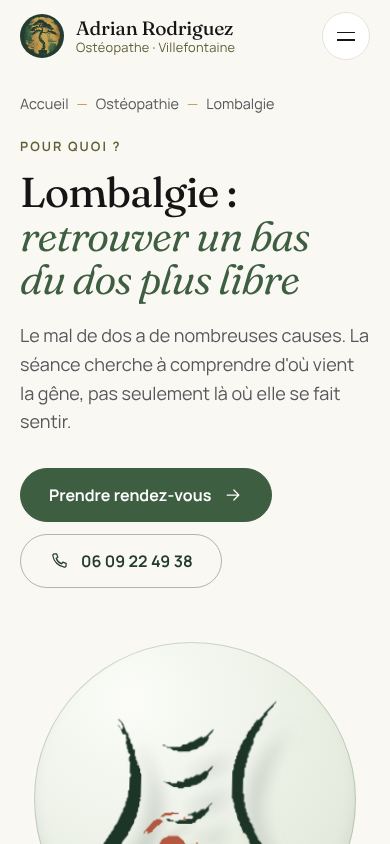 Adrian Rodriguez
Ostéopathe · Villefontaine
Accueil — Ostéopathie — Lombalgie
POUR QUOI ?
Lombalgie :
retrouver un bas
du dos plus libre
Le mal de dos a de nombreuses causes. La
séance cherche à comprendre d'où vient
la gêne, pas seulement là où elle se fait
sentir.
Prendre rendez-vous →
06 09 22 49 38